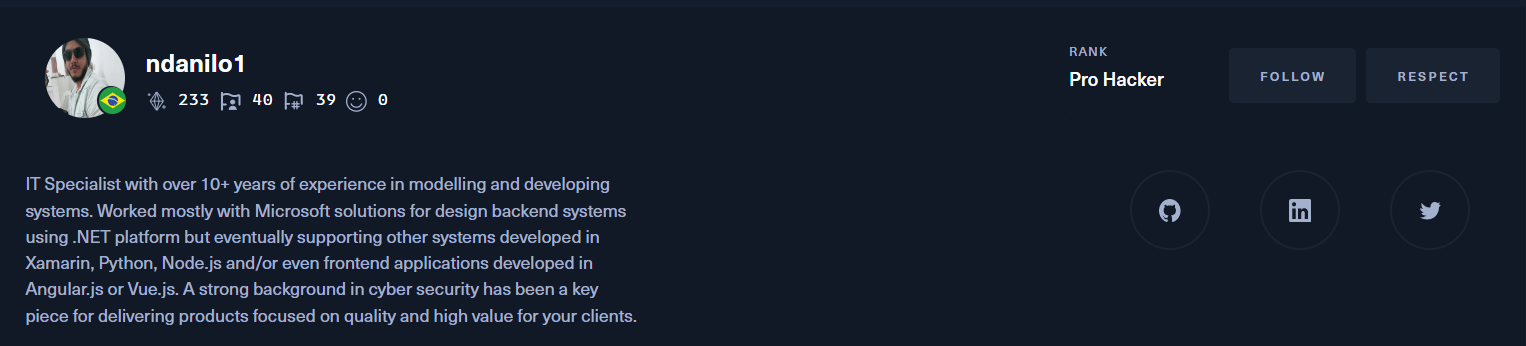 ndanilo1
233 40 39 0
RANK
Pro Hacker
FOLLOW
RESPECT
IT Specialist with over 10+ years of experience in modelling and developing
systems. Worked mostly with Microsoft solutions for design backend systems
using .NET platform but eventually supporting other systems developed in
Xamarin, Python, Node.js and/or even frontend applications developed in
Angular.js or Vue.js. A strong background in cyber security has been a key
piece for delivering products focused on quality and high value for your clients.
in